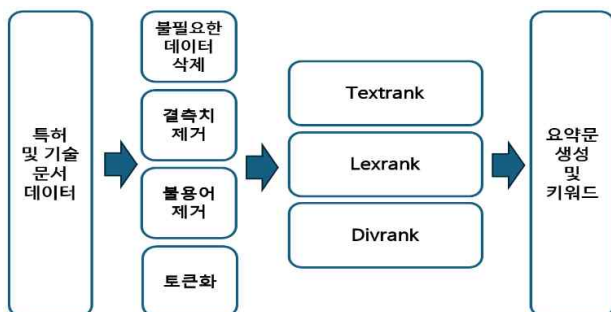 특허
및 기술
문서
데이터
불필요한
데이터
삭제
결측치
제거
불용어
제거
토큰화
Textrank
Lexrank
Divrank
요약문
생성
및
키워드